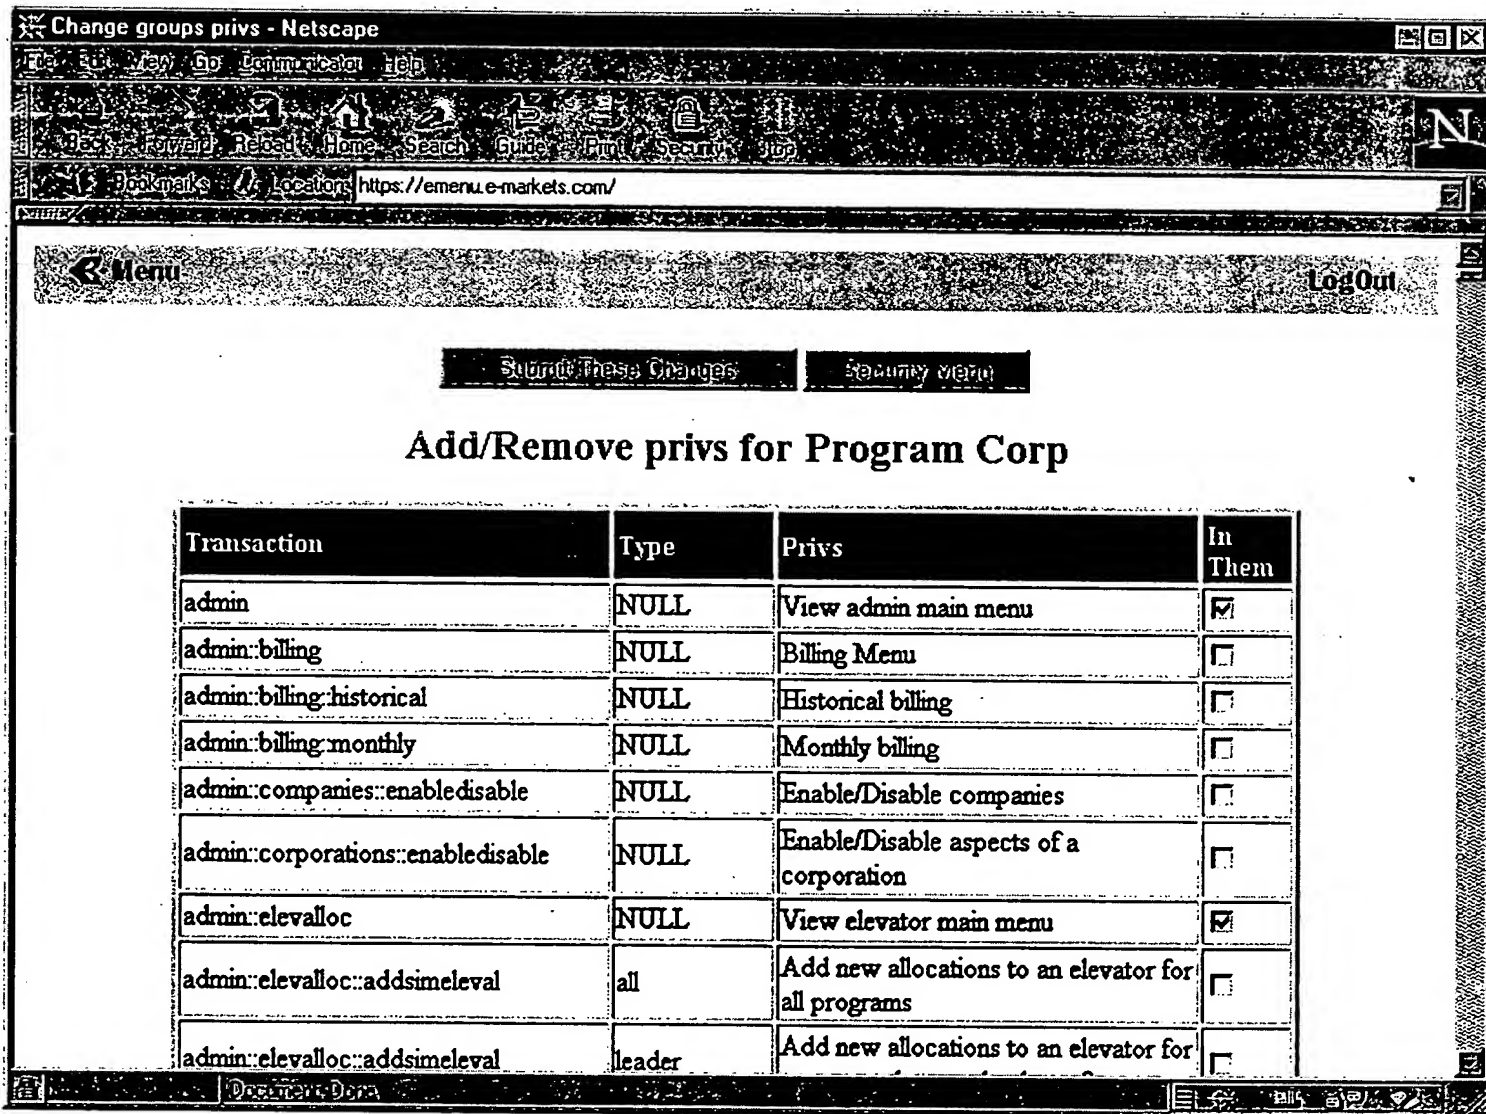 Change groups privs - Netscape
File Edit View Go Communicator Help
Back Forward Reload Home Search Guide Print Security Stop
N
Bookmarks Location: https://emenu.e-markets.com/
Menu LogOut
Submit These Changes Security Menu
Add/Remove privs for Program Corp
Transaction Type Privs In Them
admin NULL View admin main menu
admin::billing NULL Billing Menu
admin::billing:historical NULL Historical billing
admin::billing:monthly NULL Monthly billing
admin::companies::enabledisable NULL Enable/Disable companies
admin::corporations::enabledisable NULL Enable/Disable aspects of a
corporation
admin::elevalloc NULL View elevator main menu
admin::elevalloc::addsimeleval all Add new allocations to an elevator for
all programs
admin::elevalloc::addsimeleval leader Add new allocations to an elevator for
Document: Done